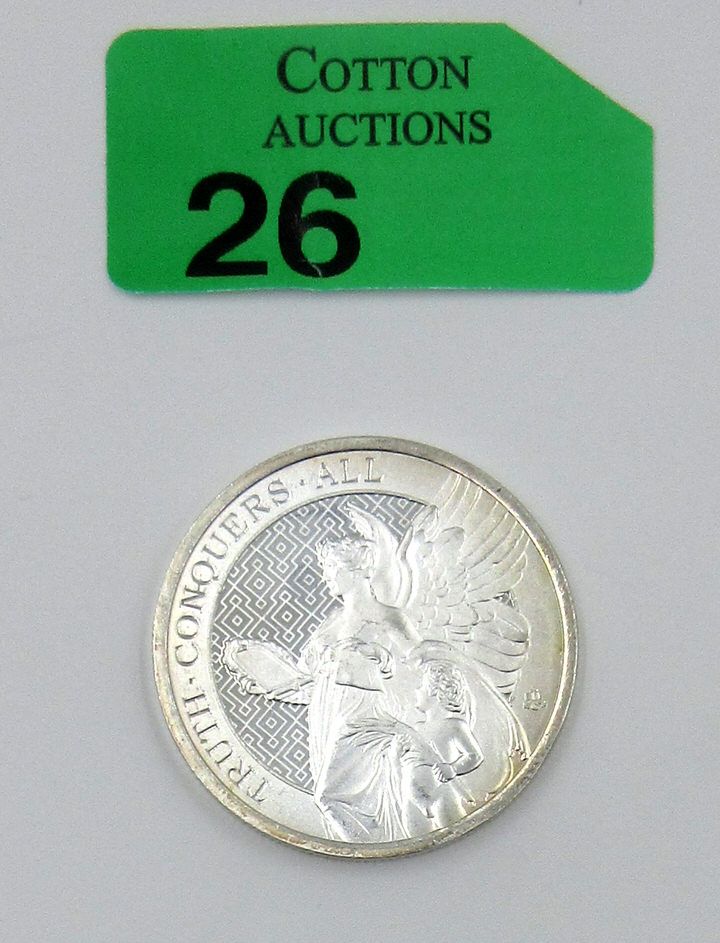 COTTON
AUCTIONS
26
TRUTH · CONQUERS · ALL